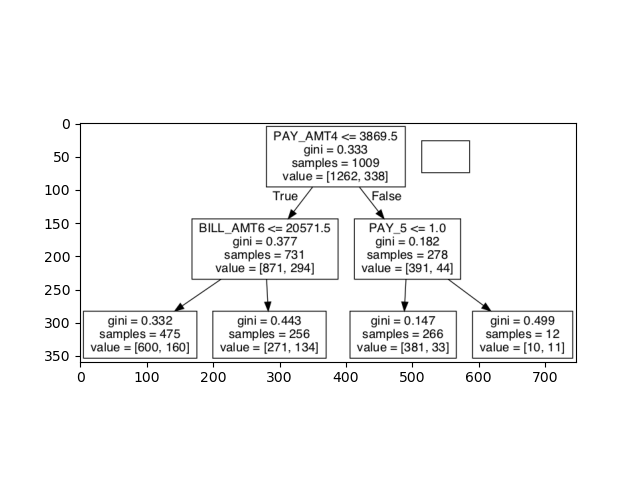 PAY_AMT4 <= 3869.5
gini = 0.333
samples = 1009
value = [1262, 338]
True
False
BILL_AMT6 <= 20571.5
gini = 0.377
samples = 731
value = [871, 294]
PAY_5 <= 1.0
gini = 0.182
samples = 278
value = [391, 44]
gini = 0.332
samples = 475
value = [600, 160]
gini = 0.443
samples = 256
value = [271, 134]
gini = 0.147
samples = 266
value = [381, 33]
gini = 0.499
samples = 12
value = [10, 11]
0
50
100
150
200
250
300
350
0
100
200
300
400
500
600
700